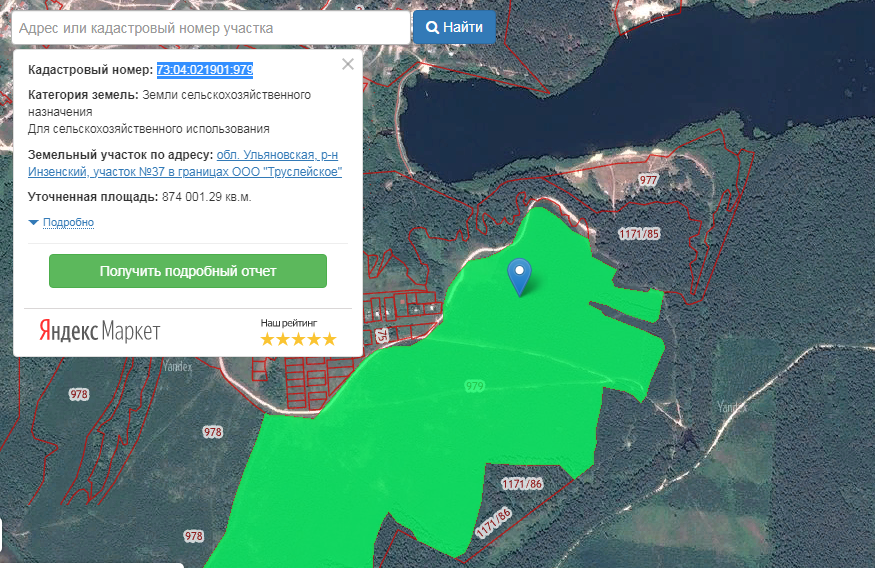 Адрес или кадастровый номер участка
Найти
Кадастровый номер: 73:04:021901:979
Категория земель: Земли сельскохозяйственного
назначения
Для сельскохозяйственного использования
Земельный участок по адресу: обл. Ульяновская, р-н
Инзенский, участок №37 в границах ООО "Труслейское"
Уточненная площадь: 874 001.29 кв.м.
Подробно
Получить подробный отчет
ЯндексМаркет
Наш рейтинг
977
1171/85
75
Yandex
978
979
Yandex
978
1171/86
1171/86
978